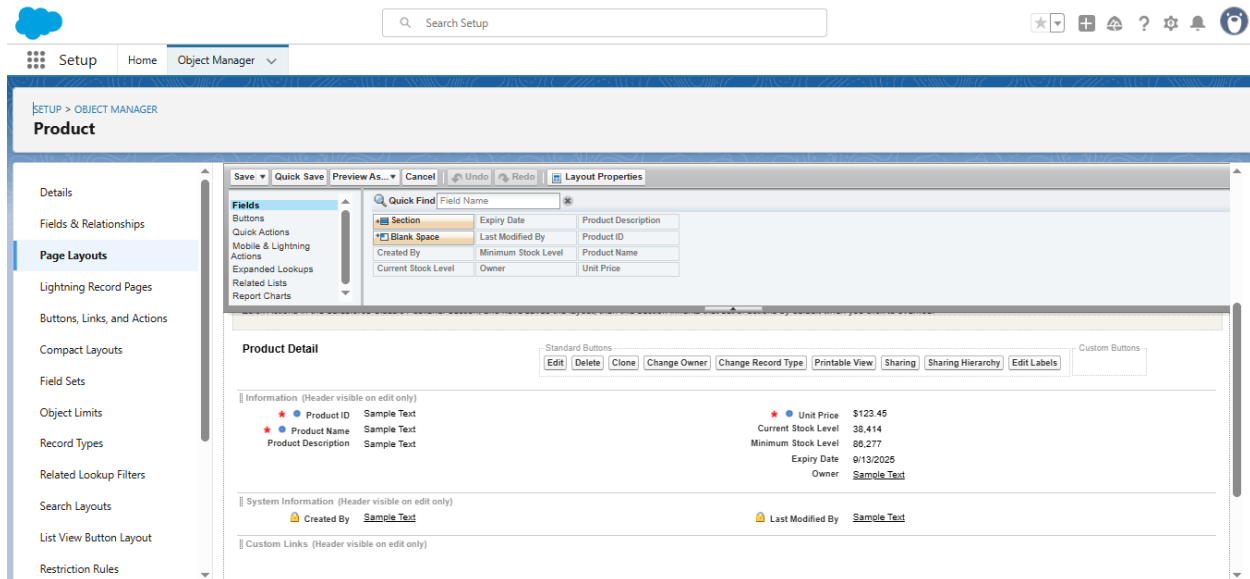 Search Setup
Setup
Home
Object Manager
SETUP > OBJECT MANAGER
Product
Details
Fields & Relationships
Page Layouts
Lightning Record Pages
Buttons, Links, and Actions
Compact Layouts
Field Sets
Object Limits
Record Types
Related Lookup Filters
Search Layouts
List View Button Layout
Restriction Rules
Save Quick Save Preview As... Cancel Undo Redo Layout Properties
Fields
Buttons
Quick Actions
Mobile & Lightning
Actions
Expanded Lookups
Related Lists
Report Charts
Quick Find Field Name
Section Expiry Date Product Description
Blank Space Last Modified By Product ID
Created By Minimum Stock Level Product Name
Current Stock Level Owner Unit Price
Product Detail
Standard Buttons
Edit Delete Clone Change Owner Change Record Type Printable View Sharing Sharing Hierarchy Edit Labels
Custom Buttons
Information (Header visible on edit only)
* Product ID Sample Text
* Product Name Sample Text
Product Description Sample Text
* Unit Price $123.45
Current Stock Level 38,414
Minimum Stock Level 86,277
Expiry Date 9/13/2025
Owner Sample Text
System Information (Header visible on edit only)
Created By Sample Text
Last Modified By Sample Text
Custom Links (Header visible on edit only)